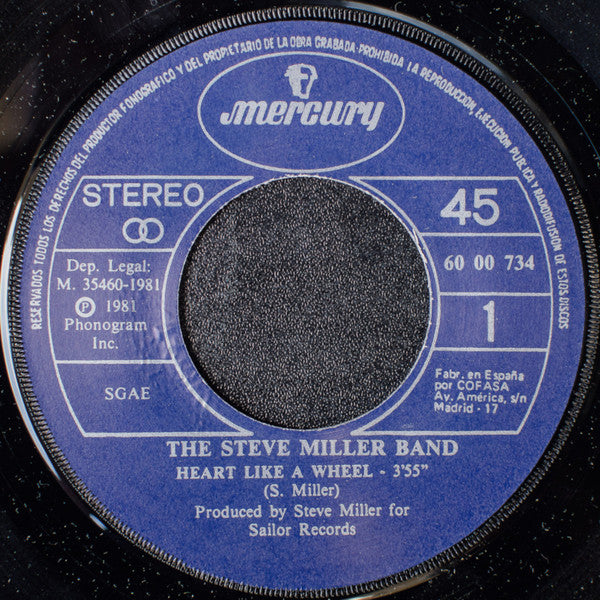 RESERVADOS TODOS LOS DERECHOS DEL PRODUCTOR FONOGRAFICO Y DEL PROPIETARIO DE LA OBRA GRABADA·PROHIBIDA LA REPRODUCCION, EJECUCION PUBLICA Y RADIODIFUSION DE ESTOS DISCOS
mercury
STEREO
45
Dep. Legal:
M. 35460-1981
Ⓟ 1981
Phonogram
Inc.
60 00 734
1
SGAE
Fabr. en España
por COFASA
Av. América, s/n
Madrid - 17
THE STEVE MILLER BAND
HEART LIKE A WHEEL - 3'55"
(S. Miller)
Produced by Steve Miller for
Sailor Records